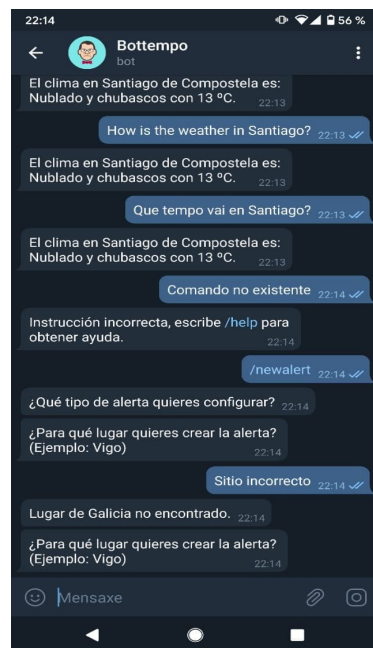 22:14
56 %
Bottempo
bot
El clima en Santiago de Compostela es:
Nublado y chubascos con 13 ºC. 22:13
How is the weather in Santiago? 22:13
El clima en Santiago de Compostela es:
Nublado y chubascos con 13 ºC. 22:13
Que tempo vai en Santiago? 22:13
El clima en Santiago de Compostela es:
Nublado y chubascos con 13 ºC. 22:13
Comando no existente 22:14
Instrucción incorrecta, escribe /help para
obtener ayuda. 22:14
/newalert 22:14
¿Qué tipo de alerta quieres configurar? 22:14
¿Para qué lugar quieres crear la alerta?
(Ejemplo: Vigo) 22:14
Sitio incorrecto 22:14
Lugar de Galicia no encontrado. 22:14
¿Para qué lugar quieres crear la alerta?
(Ejemplo: Vigo) 22:14
Mensaxe